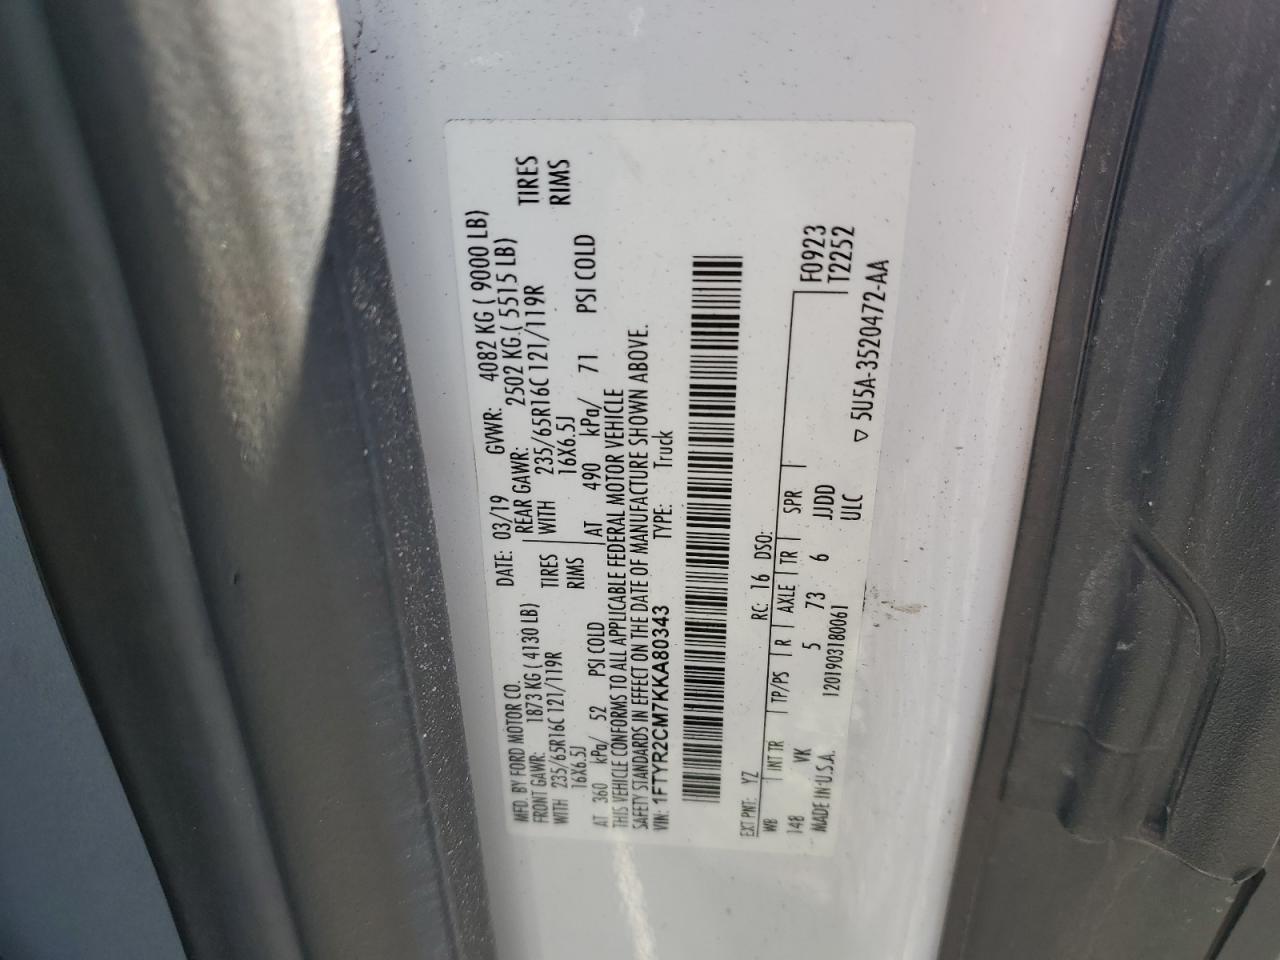 MFD. BY FORD MOTOR CO. DATE: 03/19 GVWR: 4082 KG ( 9000 LB)
FRONT GAWR: 1873 KG ( 4130 LB) REAR GAWR: 2502 KG.( 5515 LB)
WITH 235/65R16C 121/119R TIRES WITH 235/65R16C 121/119R TIRES
16X6.5J RIMS 16X6.5J RIMS
AT 360 kPa/ 52 PSI COLD AT 490 kPa/ 71 PSI COLD
THIS VEHICLE CONFORMS TO ALL APPLICABLE FEDERAL MOTOR VEHICLE
SAFETY STANDARDS IN EFFECT ON THE DATE OF MANUFACTURE SHOWN ABOVE.
VIN: 1FTYR2CM7KKA80343 TYPE: Truck
EXT PNT: YZ RC: 16 DSO:
WB INT TR TP/PS R AXLE TR SPR F0923
148 VK 5 73 6 JJDD T2252
MADE IN U.S.A. 1201903180061 ULC
▽ 5U5A-3520472-AA